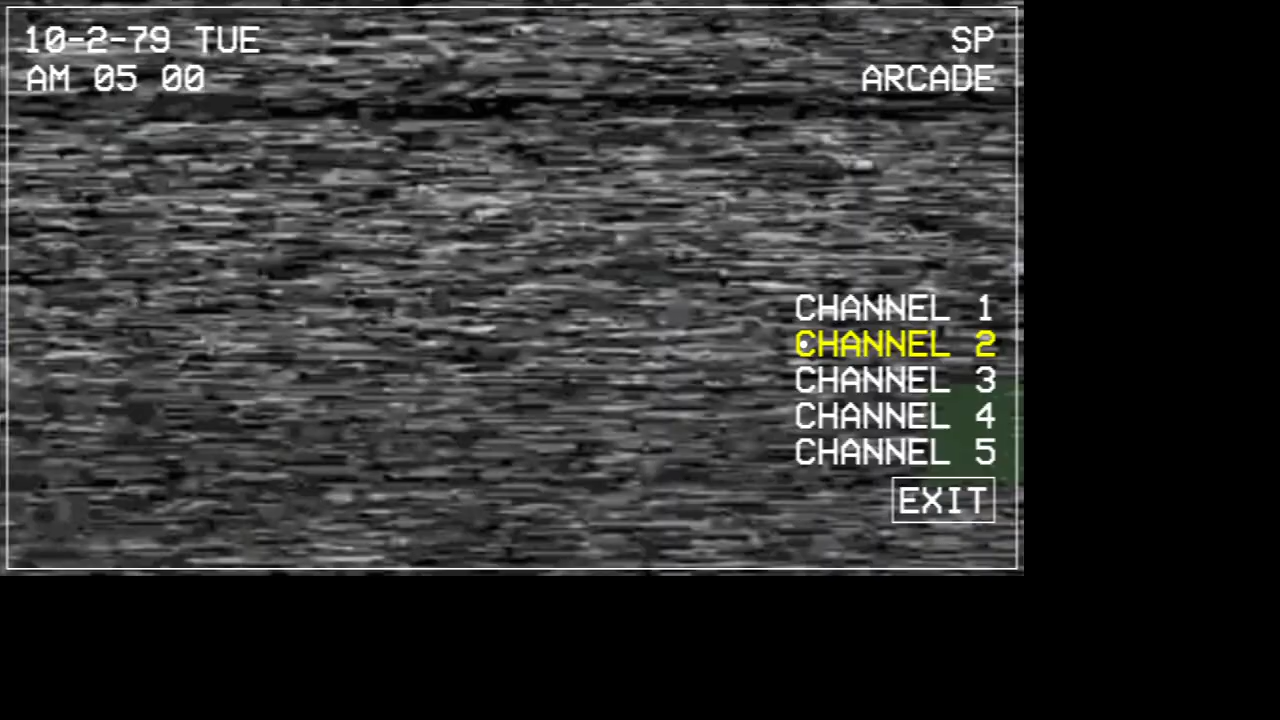 10-2-79 TUE
AM 05 00
SP
ARCADE
CHANNEL 1
CHANNEL 2
CHANNEL 3
CHANNEL 4
CHANNEL 5
EXIT